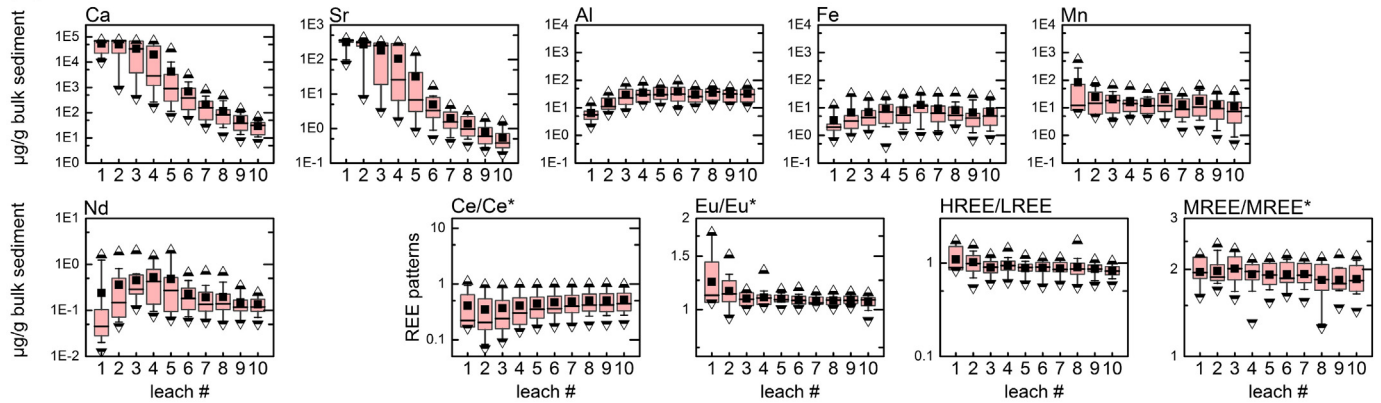 Ca
Sr
Al
Fe
Mn
µg/g bulk sediment
1E5
1E4
1E3
1E2
1E1
1E0
1 2 3 4 5 6 7 8 9 10
1E3
1E2
1E0
1E-1
1 2 3 4 5 6 7 8 9 10
1E4
1E3
1E2
1E1
1E0
1E-1
1 2 3 4 5 6 7 8 9 10
1E4
1E3
1E2
1E1
1E0
1E-1
1 2 3 4 5 6 7 8 9 10
1E4
1E3
1E2
1E1
1E0
1E-1
1 2 3 4 5 6 7 8 9 10
Nd
Ce/Ce*
Eu/Eu*
HREE/LREE
MREE/MREE*
µg/g bulk sediment
1E1
1E0
1E-1
1E-2
1 2 3 4 5 6 7 8 9 10
leach #
REE patterns
10
1
0.1
1 2 3 4 5 6 7 8 9 10
leach #
2
1.5
1
1 2 3 4 5 6 7 8 9 10
leach #
1
0.1
1 2 3 4 5 6 7 8 9 10
leach #
3
2
1
1 2 3 4 5 6 7 8 9 10
leach #